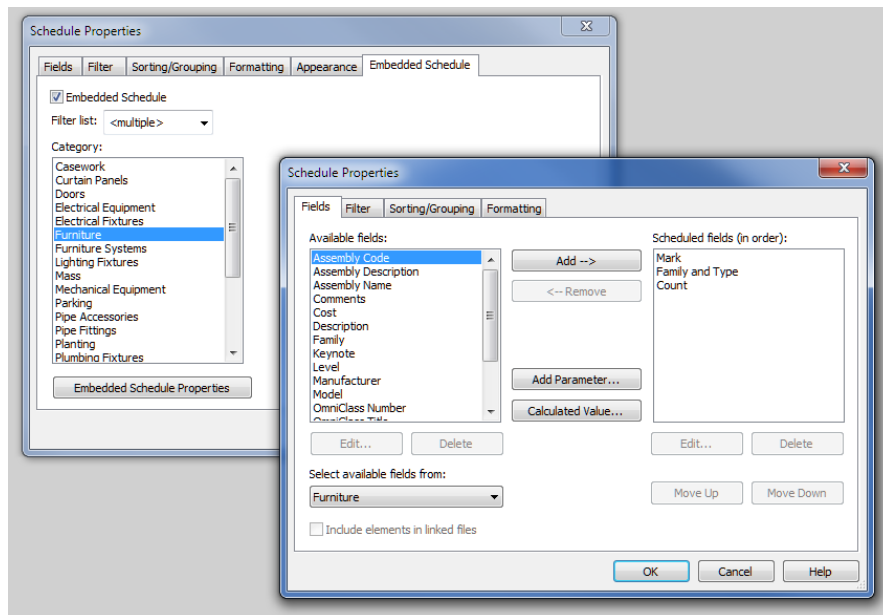 Schedule Properties
Fields Filter Sorting/Grouping Formatting Appearance Embedded Schedule
Embedded Schedule
Filter list: <multiple>
Category:
Casework
Curtain Panels
Doors
Electrical Equipment
Electrical Fixtures
Furniture
Furniture Systems
Lighting Fixtures
Mass
Mechanical Equipment
Parking
Pipe Accessories
Pipe Fittings
Planting
Plumbing Fixtures
Embedded Schedule Properties
Schedule Properties
Fields Filter Sorting/Grouping Formatting
Available fields:
Assembly Code
Assembly Description
Assembly Name
Comments
Cost
Description
Family
Keynote
Level
Manufacturer
Model
OmniClass Number
OmniClass Title
Add -->
<-- Remove
Add Parameter...
Calculated Value...
Scheduled fields (in order):
Mark
Family and Type
Count
Edit... Delete
Edit... Delete
Select available fields from:
Furniture
Move Up Move Down
Include elements in linked files
OK Cancel Help